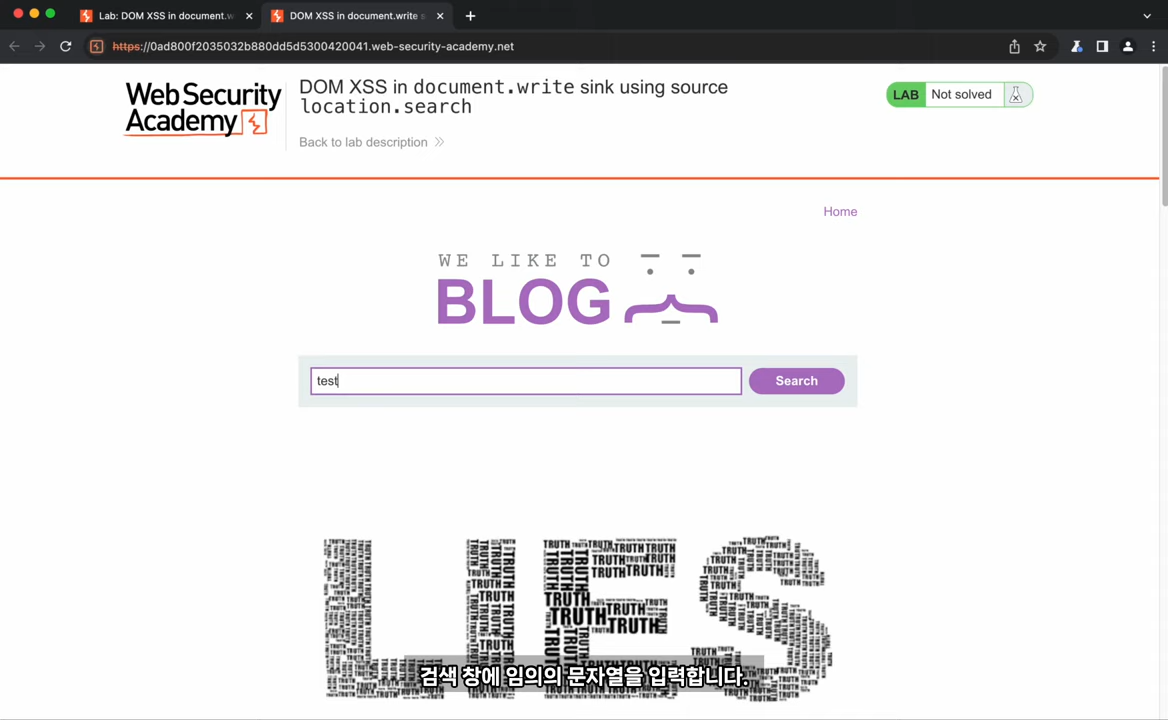 Lab: DOM XSS in document.w
DOM XSS in document.write s
https://0ad800f2035032b880dd5d5300420041.web-security-academy.net
Web Security
Academy
DOM XSS in document.write sink using source
location.search
Back to lab description
LAB
Not solved
Home
WE LIKE TO
BLOG
test
Search
LIES
TRUTH
검색 창에 임의의 문자열을 입력합니다.